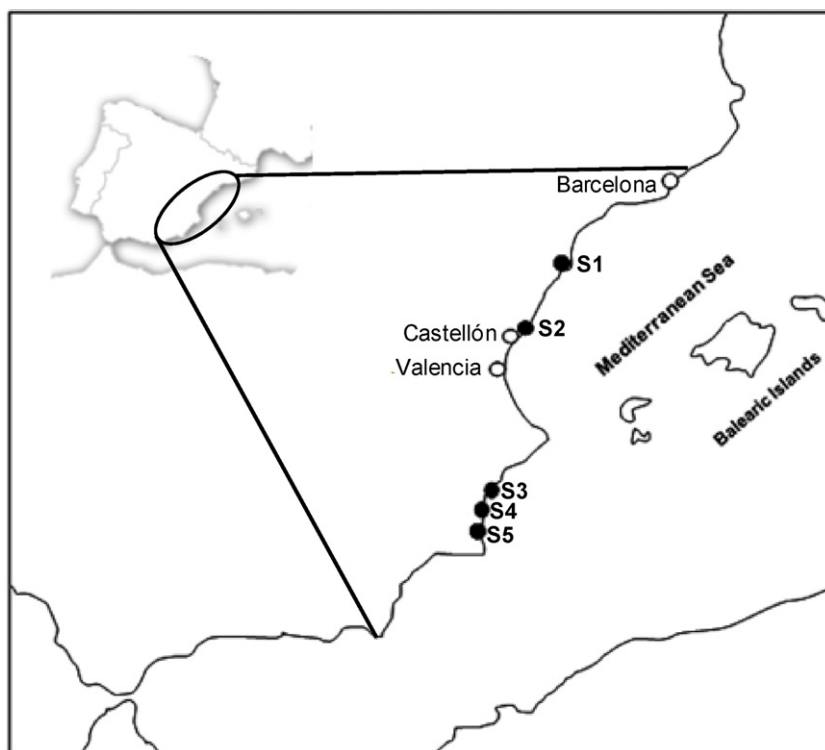 Barcelona
S1
Mediterranean Sea
S2
Castellón
Valencia
Balearic Islands
S3
S4
S5